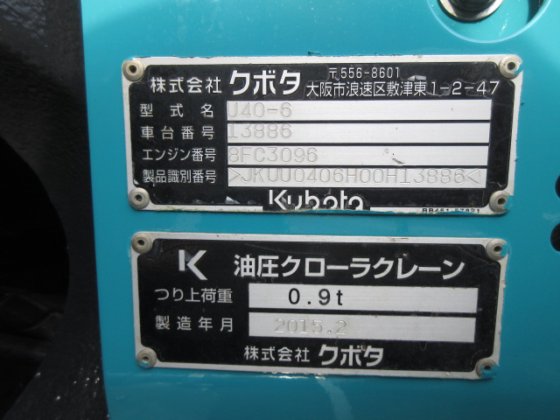 株式会社 クボタ 〒556-8601
大阪市浪速区敷津東1-2-47
型式名 U40-6
車台番号 13886
エンジン番号 8FC3096
製品識別番号 >JKUU0406H00H13886<
Kubota
K 油圧クローラクレーン
つり上荷重 0.9t
製造年月 2015.2
株式会社 クボタ